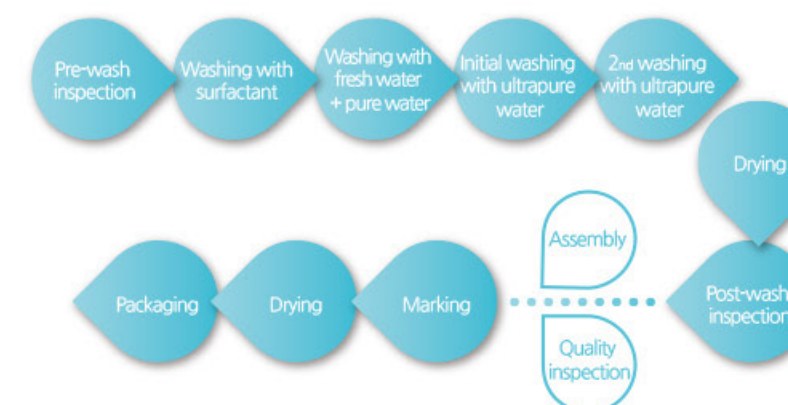 Pre-wash
inspection
Washing with
surfactant
Washing with
fresh water
+ pure water
Initial washing
with ultrapure
water
2nd washing
with ultrapure
water
Drying
Post-wash
inspection
Assembly
Quality
inspection
Marking
Drying
Packaging